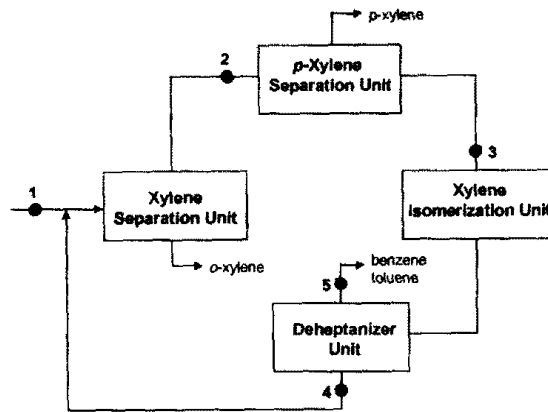 p-xylene
2
p-Xylene
Separation Unit
3
1
Xylene
Separation Unit
Xylene
Isomerization Unit
o-xylene
benzene
toluene
5
Deheptanizer
Unit
4